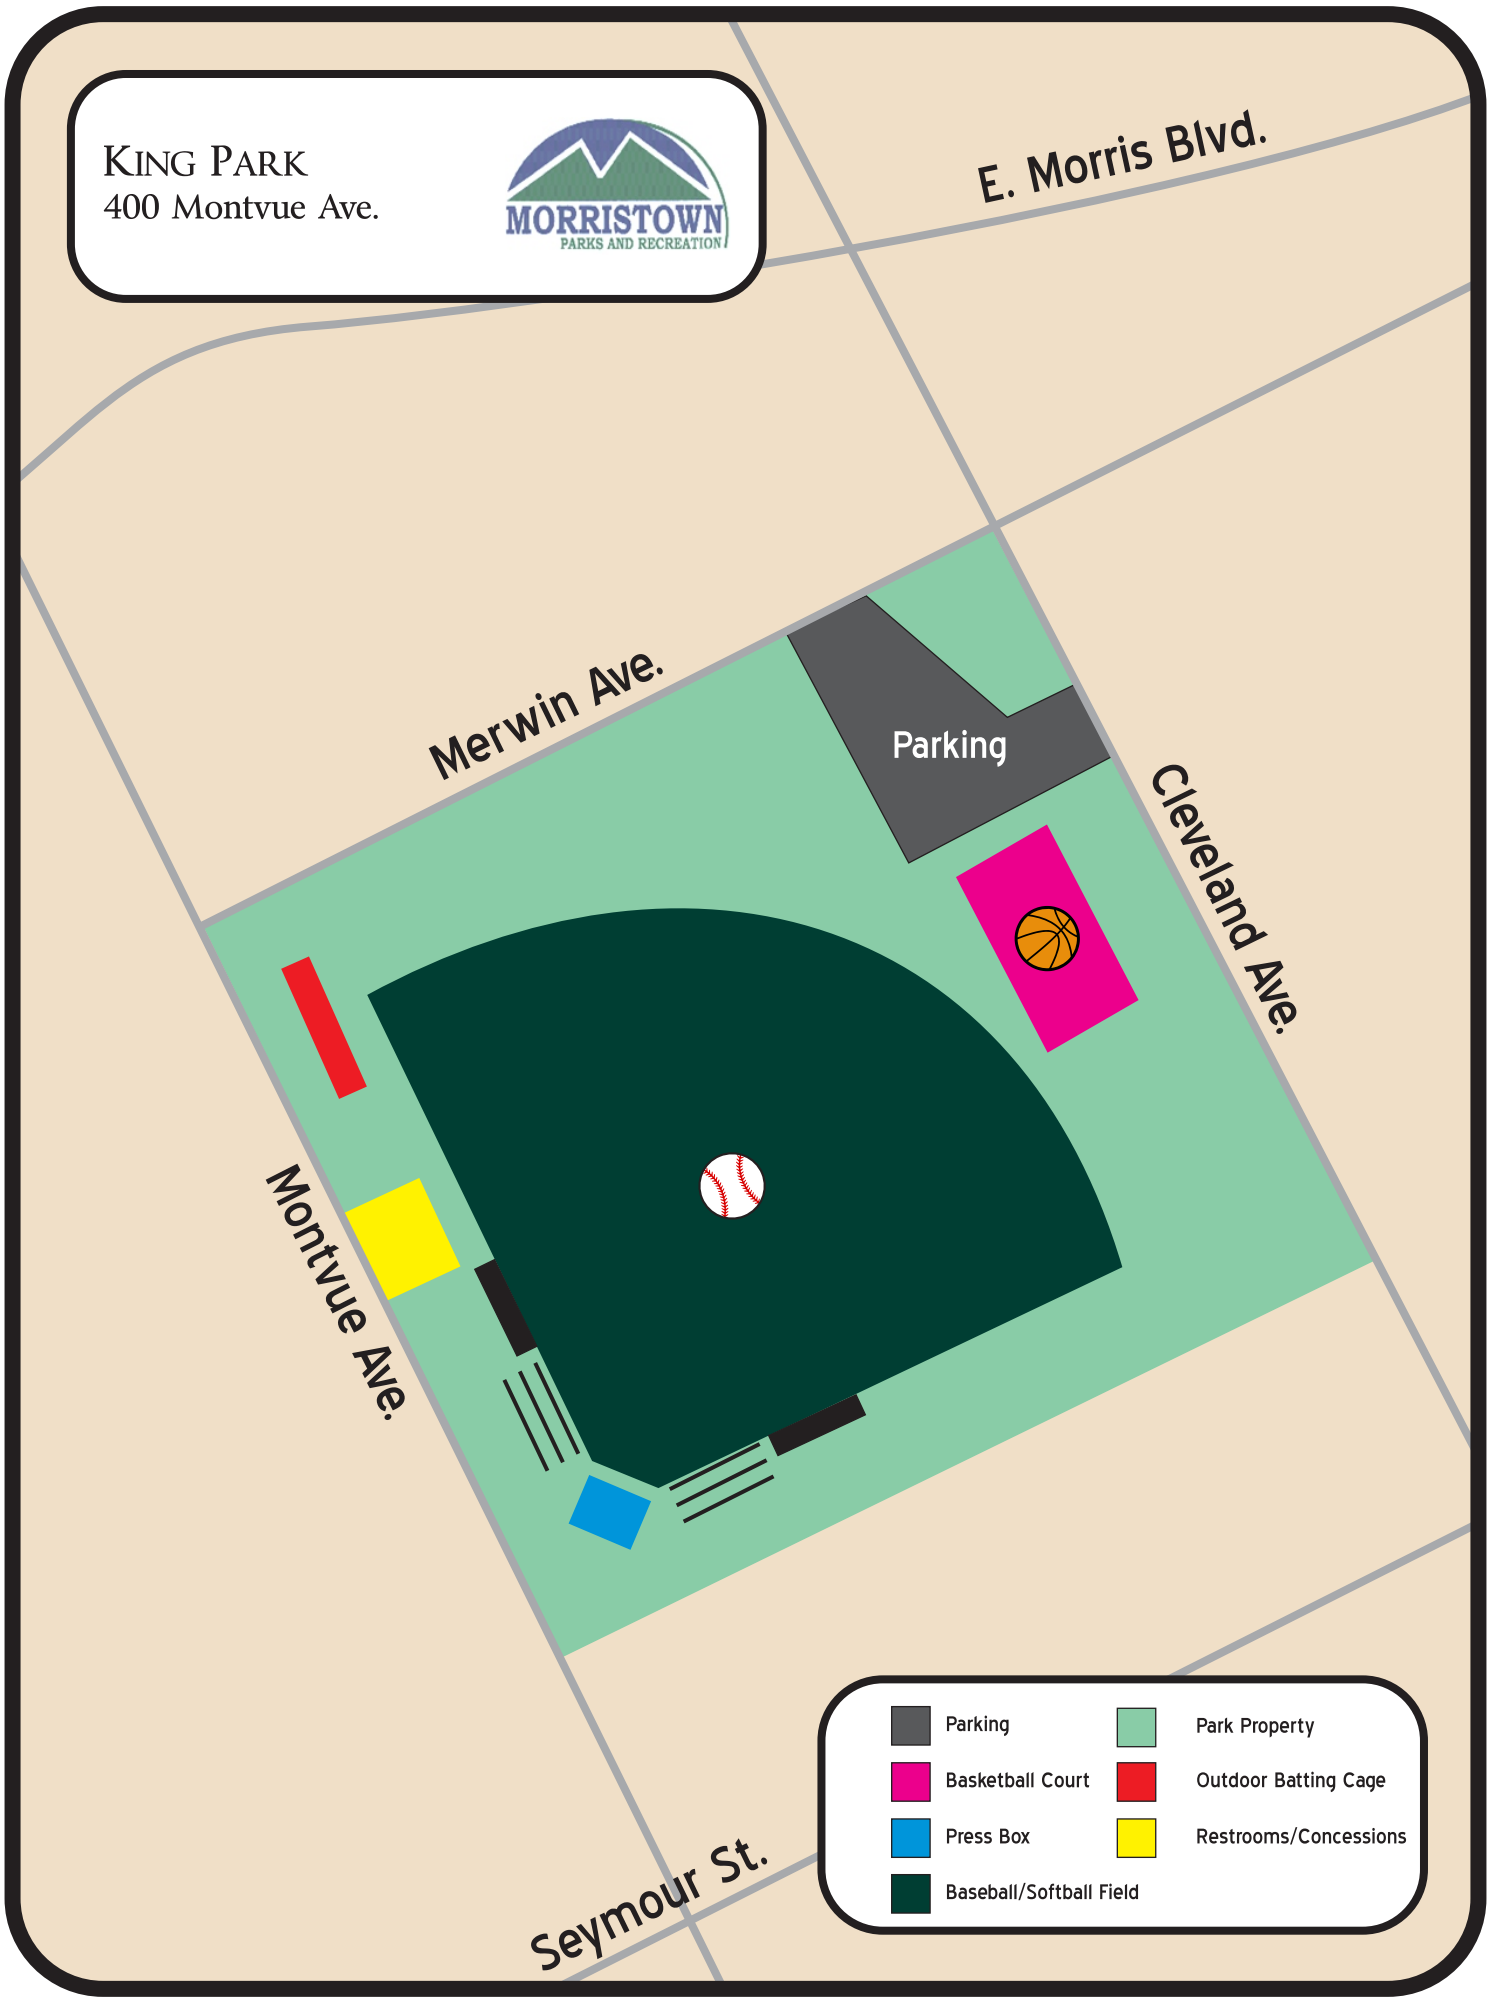 KING PARK
400 Montvue Ave.
MORRISTOWN
PARKS AND RECREATION
E. Morris Blvd.
Merwin Ave.
Parking
Cleveland Ave.
Montvue Ave.
Seymour St.
Parking
Park Property
Basketball Court
Outdoor Batting Cage
Press Box
Restrooms/Concessions
Baseball/Softball Field